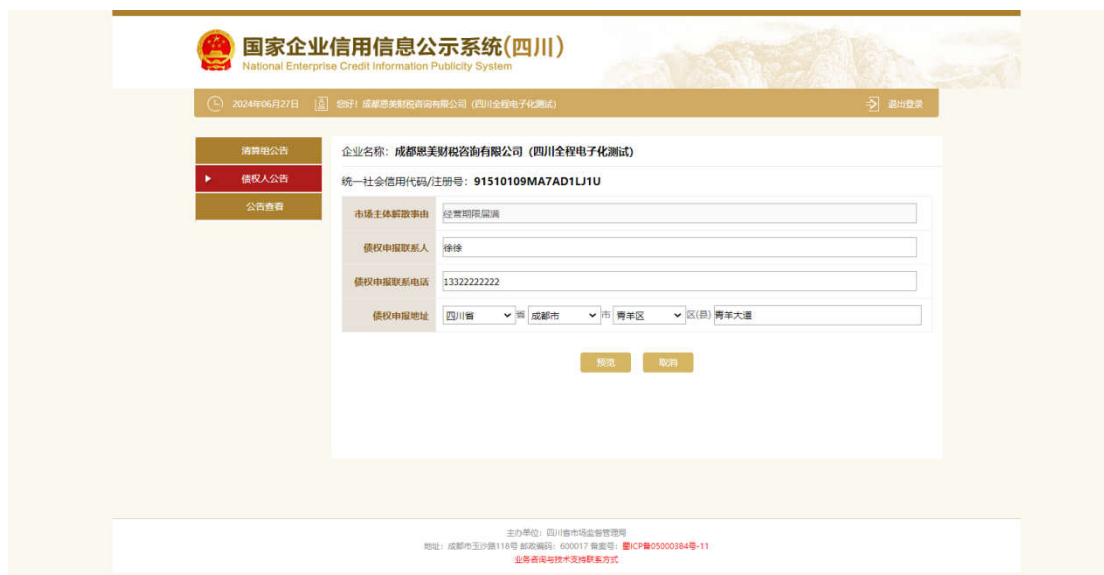 国家企业信用信息公示系统(四川)
National Enterprise Credit Information Publicity System
2024年06月27日 您好！成都恩美财税咨询有限公司（四川全程电子化测试） 退出登录
清算组公告
债权人公告
公告查看
企业名称：成都恩美财税咨询有限公司（四川全程电子化测试）
统一社会信用代码/注册号：91510109MA7AD1LJ1U
市场主体解散事由 经营期限届满
债权申报联系人 徐徐
债权申报联系电话 13322222222
债权申报地址 四川省 省 成都市 市 青羊区 区(县) 青羊大道
预览 取消
主办单位：四川省市场监督管理局
地址：成都市玉沙路118号 邮政编码：600017 备案号：蜀ICP备05000384号-11
业务咨询与技术支持联系方式